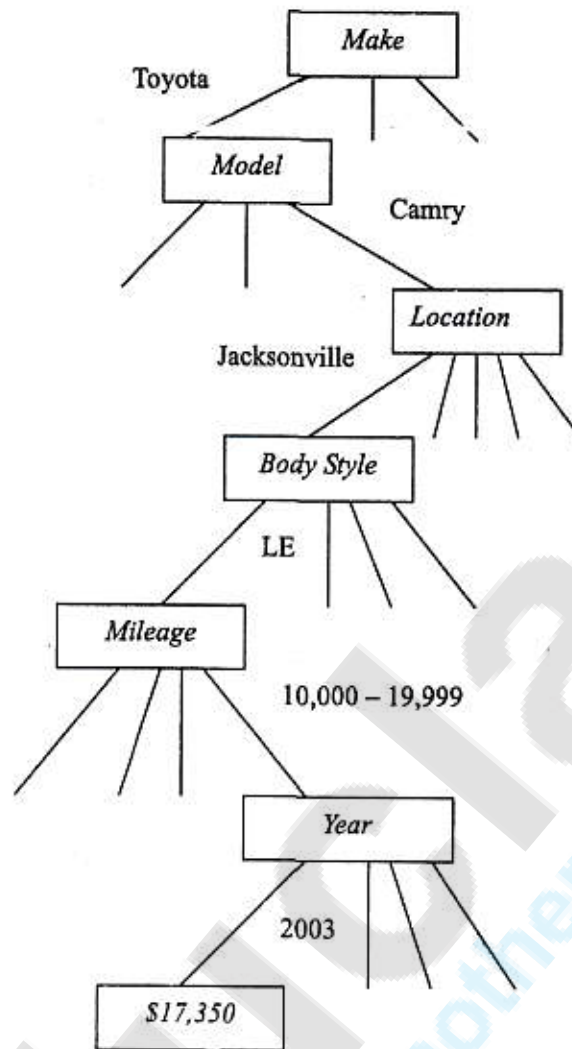 Make
Toyota
Model
Camry
Location
Jacksonville
Body Style
LE
Mileage
10,000 – 19,999
Year
2003
$17,350